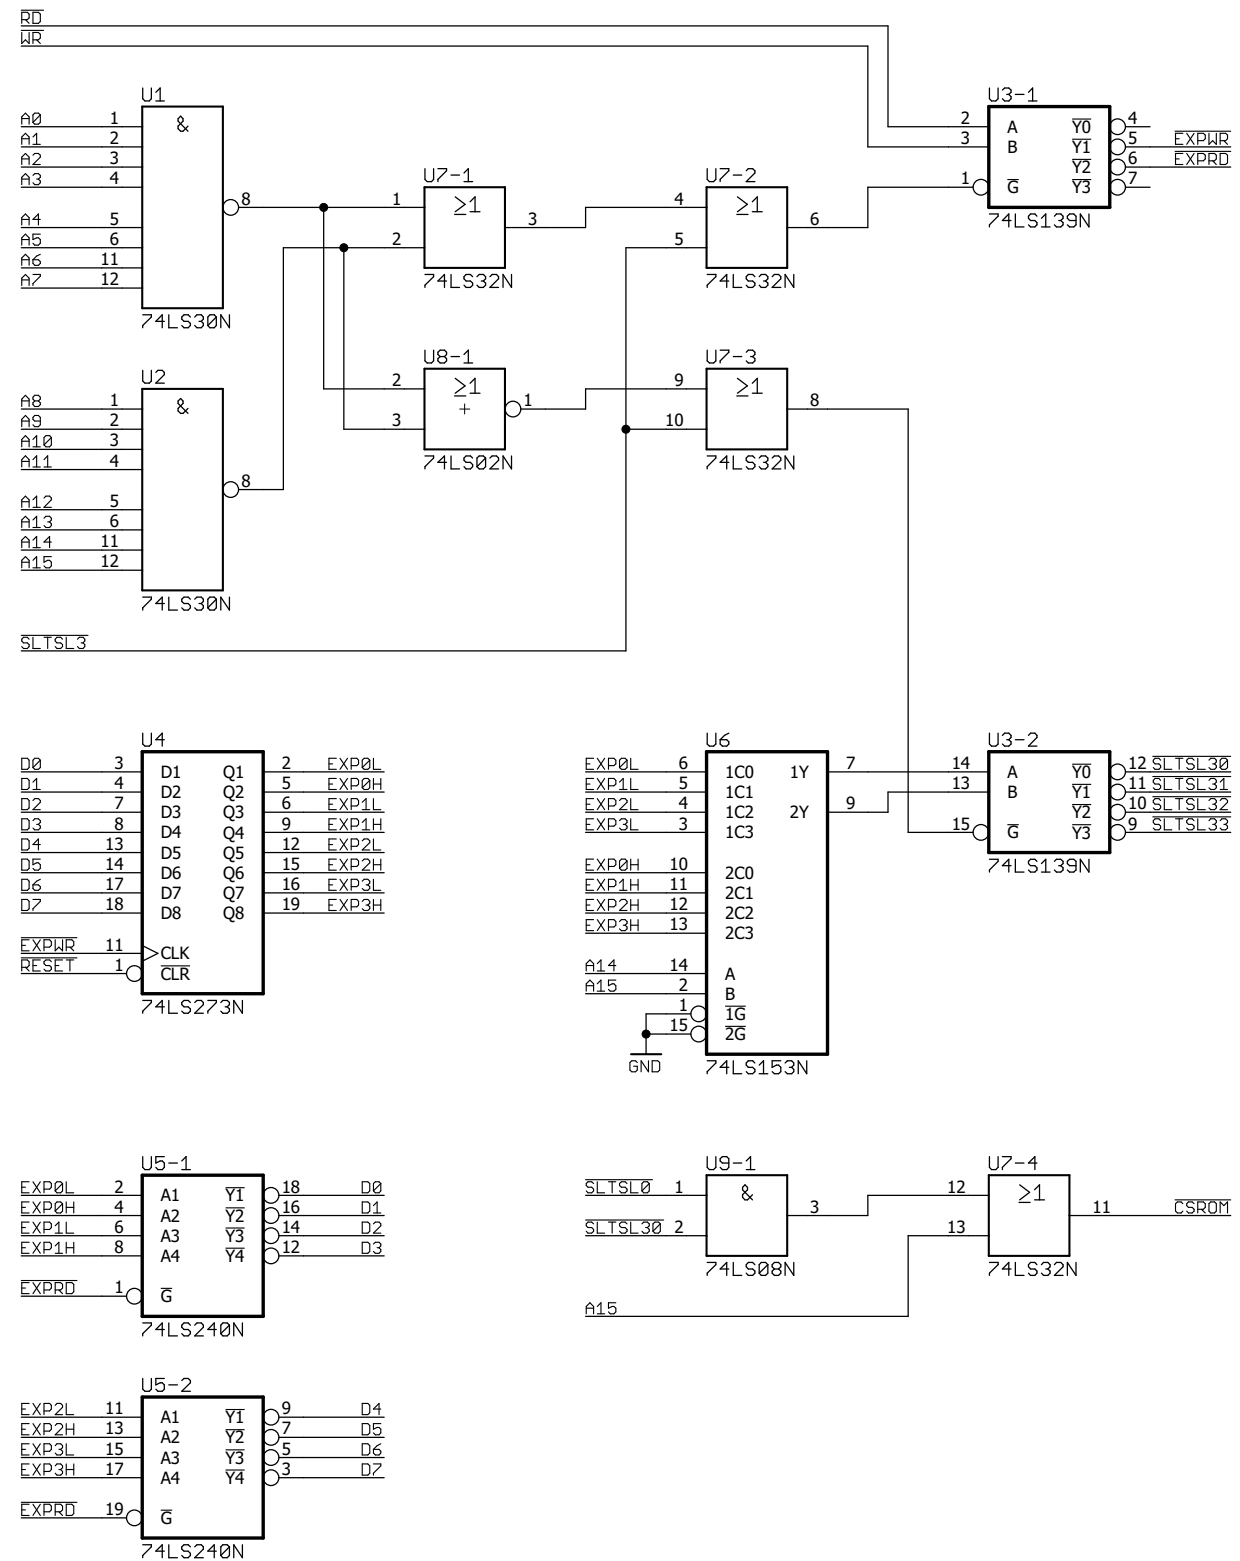 RD
WR
U1
&
A0 1
A1 2
A2 3
A3 4
A4 5
A5 6
A6 11
A7 12
8
74LS30N
U7-1
≥1
1
2
3
74LS32N
U7-2
≥1
4
5
6
74LS32N
U3-1
2 A Y0 4
3 B Y1 5 EXPWR
Y2 6 EXPRD
1 G Y3 7
74LS139N
U2
&
A8 1
A9 2
A10 3
A11 4
A12 5
A13 6
A14 11
A15 12
8
74LS30N
U8-1
≥1
+
2
3
1
74LS02N
U7-3
≥1
9
10
8
74LS32N
SLTSL3
U4
D0 3 D1 Q1 2 EXP0L
D1 4 D2 Q2 5 EXP0H
D2 7 D3 Q3 6 EXP1L
D3 8 D4 Q4 9 EXP1H
D4 13 D5 Q5 12 EXP2L
D5 14 D6 Q6 15 EXP2H
D6 17 D7 Q7 16 EXP3L
D7 18 D8 Q8 19 EXP3H
EXPWR 11 CLK
RESET 1 CLR
74LS273N
U6
EXP0L 6 1C0 1Y 7
EXP1L 5 1C1
EXP2L 4 1C2 2Y 9
EXP3L 3 1C3
EXP0H 10 2C0
EXP1H 11 2C1
EXP2H 12 2C2
EXP3H 13 2C3
A14 14 A
A15 2 B
1 1G
15 2G
GND
74LS153N
U3-2
14 A Y0 12 SLTSL30
13 B Y1 11 SLTSL31
Y2 10 SLTSL32
15 G Y3 9 SLTSL33
74LS139N
U5-1
EXP0L 2 A1 Y1 18 D0
EXP0H 4 A2 Y2 16 D1
EXP1L 6 A3 Y3 14 D2
EXP1H 8 A4 Y4 12 D3
EXPRD 1 G
74LS240N
U9-1
&
SLTSL0 1
SLTSL30 2
3
74LS08N
U7-4
≥1
12
13
11 CSROM
74LS32N
A15
U5-2
EXP2L 11 A1 Y1 9 D4
EXP2H 13 A2 Y2 7 D5
EXP3L 15 A3 Y3 5 D6
EXP3H 17 A4 Y4 3 D7
EXPRD 19 G
74LS240N